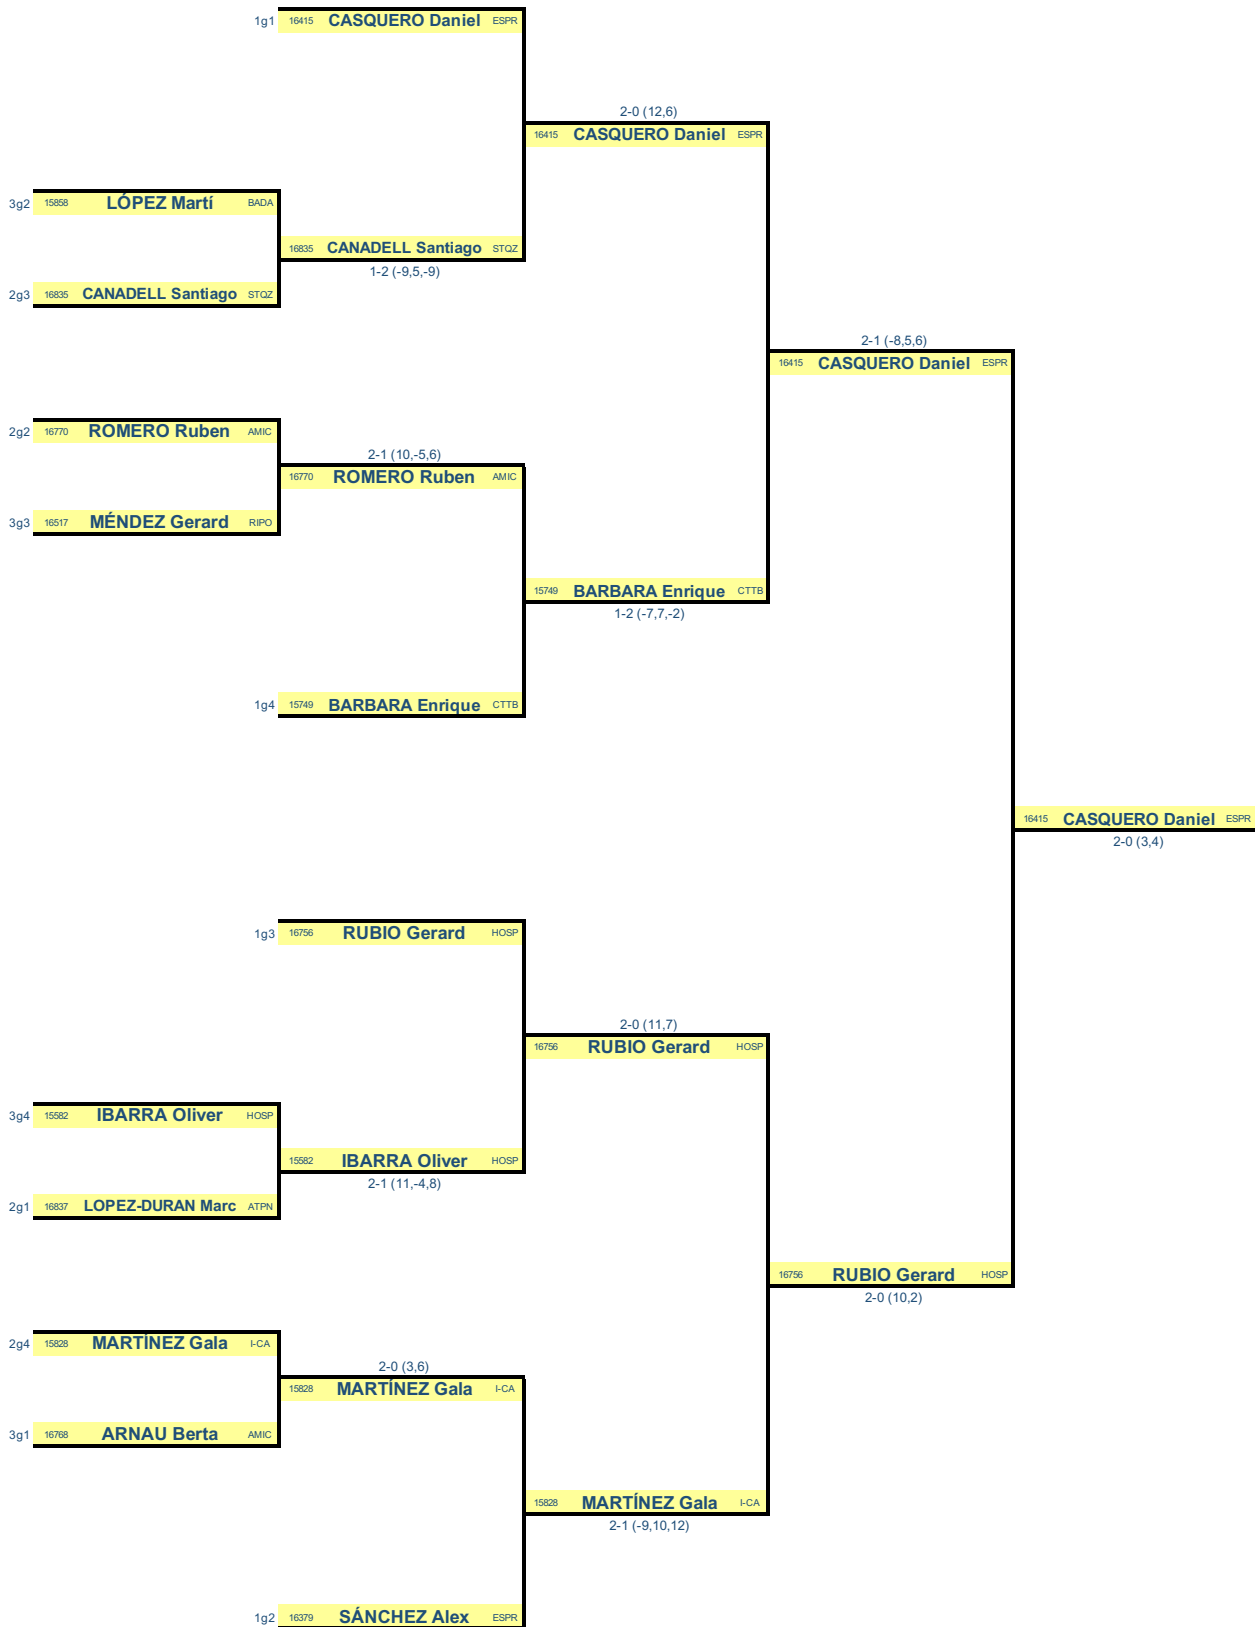 1g1 16415 CASQUERO Daniel ESPR
2-0 (12,6)
16415 CASQUERO Daniel ESPR
3g2 15858 LÓPEZ Martí BADA
16835 CANADELL Santiago STQZ
1-2 (-9,5,-9)
2g3 16835 CANADELL Santiago STQZ
2-1 (-8,5,6)
16415 CASQUERO Daniel ESPR
2g2 16770 ROMERO Ruben AMIC
2-1 (10,-5,6)
16770 ROMERO Ruben AMIC
3g3 16517 MÉNDEZ Gerard RIPO
15749 BARBARA Enrique CTTB
1-2 (-7,7,-2)
1g4 15749 BARBARA Enrique CTTB
16415 CASQUERO Daniel ESPR
2-0 (3,4)
1g3 16756 RUBIO Gerard HOSP
2-0 (11,7)
16756 RUBIO Gerard HOSP
3g4 15582 IBARRA Oliver HOSP
15582 IBARRA Oliver HOSP
2-1 (11,-4,8)
2g1 16837 LOPEZ-DURAN Marc ATPN
16756 RUBIO Gerard HOSP
2-0 (10,2)
2g4 15828 MARTÍNEZ Gala I-CA
2-0 (3,6)
15828 MARTÍNEZ Gala I-CA
3g1 16768 ARNAU Berta AMIC
15828 MARTÍNEZ Gala I-CA
2-1 (-9,10,12)
1g2 16379 SÁNCHEZ Alex ESPR